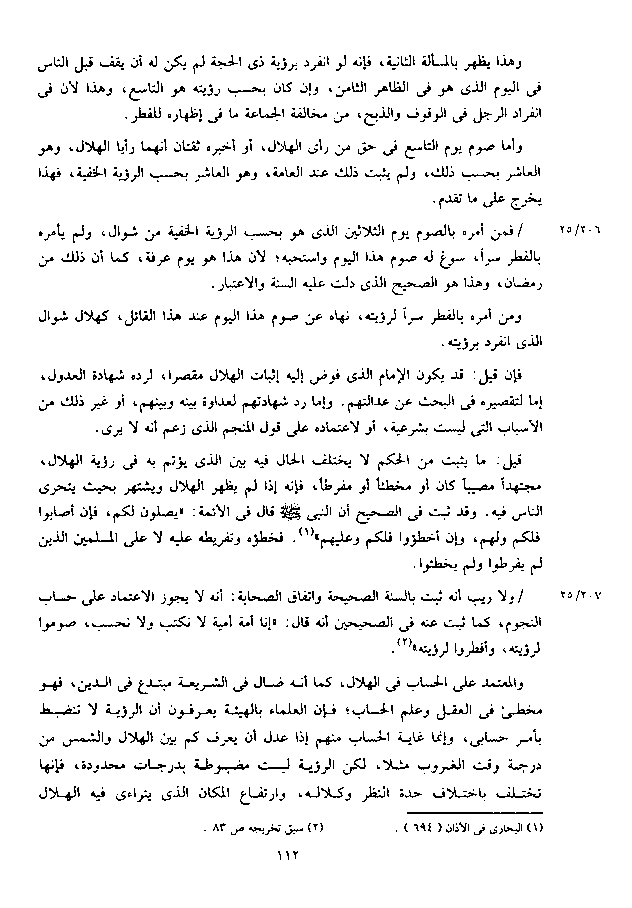 وهذا يظهر بالمسألة الثانية، فإنه لو انفرد برؤية ذى الحجة لم يكن له أن يقف قبل الناس
فى اليوم الذى هو فى الظاهر الثامن، وإن كان بحسب رؤيته هو التاسع، وهذا لأن فى
انفراد الرجل فى الوقوف والذبح، من مخالفة الجماعة ما فى إظهاره للفطر.
وأما صوم يوم التاسع فى حق من رأى الهلال، أو أخبره ثقتان أنهما رأيا الهلال، وهو
العاشر بحسب ذلك، ولم يثبت ذلك عند العامة، وهو العاشر بحسب الرؤية الخفية، فهذا
يخرج على ما تقدم.
٢٥/٢٠٦ / فمن أمره بالصوم يوم الثلاثين الذى هو بحسب الرؤية الخفية من شوال، ولم يأمره
بالفطر سراً، سوغ له صوم هذا اليوم واستحبه؛ لأن هذا هو يوم عرفة، كما أن ذلك من
رمضان، وهذا هو الصحيح الذى دلت عليه السنة والاعتبار.
ومن أمره بالفطر سراً لرؤيته، نهاه عن صوم هذا اليوم عند هذا القائل، كهلال شوال
الذى انفرد برؤيته.
فإن قيل: قد يكون الإمام الذى فوض إليه إثبات الهلال مقصرا، لرده شهادة العدول،
إما لتقصيره فى البحث عن عدالتهم. وإما رد شهادتهم لعداوة بينه وبينهم، أو غير ذلك من
الأسباب التى ليست بشرعية، أو لاعتماده على قول المنجم الذى زعم أنه لا يرى.
قيل: ما يثبت من الحكم لا يختلف الحال فيه بين الذى يؤتم به فى رؤية الهلال،
مجتهداً مصيباً كان أو مخطئاً أو مفرطاً، فإنه إذا لم يظهر الهلال ويشتهر بحيث يتحرى
الناس فيه. وقد ثبت فى الصحيح أن النبى ﷺ قال فى الأئمة: «يصلون لكم، فإن أصابوا
فلكم ولهم، وإن أخطؤوا فلكم وعليهم»(١). فخطؤه وتفريطه عليه لا على المسلمين الذين
لم يفرطوا ولم يخطئوا.
٢٥/٢٠٧ / ولا ريب أنه ثبت بالسنة الصحيحة واتفاق الصحابة: أنه لا يجوز الاعتماد على حساب
النجوم، كما ثبت عنه فى الصحيحين أنه قال: «إنا أمة أمية لا نكتب ولا نحسب، صوموا
لرؤيته، وأفطروا لرؤيته»(٢).
والمعتمد على الحساب فى الهلال، كما أنه ضال فى الشريعة مبتدع فى الدين، فهو
مخطئ فى العقل وعلم الحساب؛ فإن العلماء بالهيئة يعرفون أن الرؤية لا تنضبط
بأمر حسابى، وإنما غاية الحساب منهم إذا عدل أن يعرف كم بين الهلال والشمس من
درجة وقت الغروب مثلا، لكن الرؤية ليست مضبوطة بدرجات محدودة، فإنها
تختلف باختلاف حدة النظر وكلاله، وارتفاع المكان الذى يتراءى فيه الهلال
(١) البخارى فى الأذان (٦٩٤). (٢) سبق تخريجه ص ٨٣.
١١٢